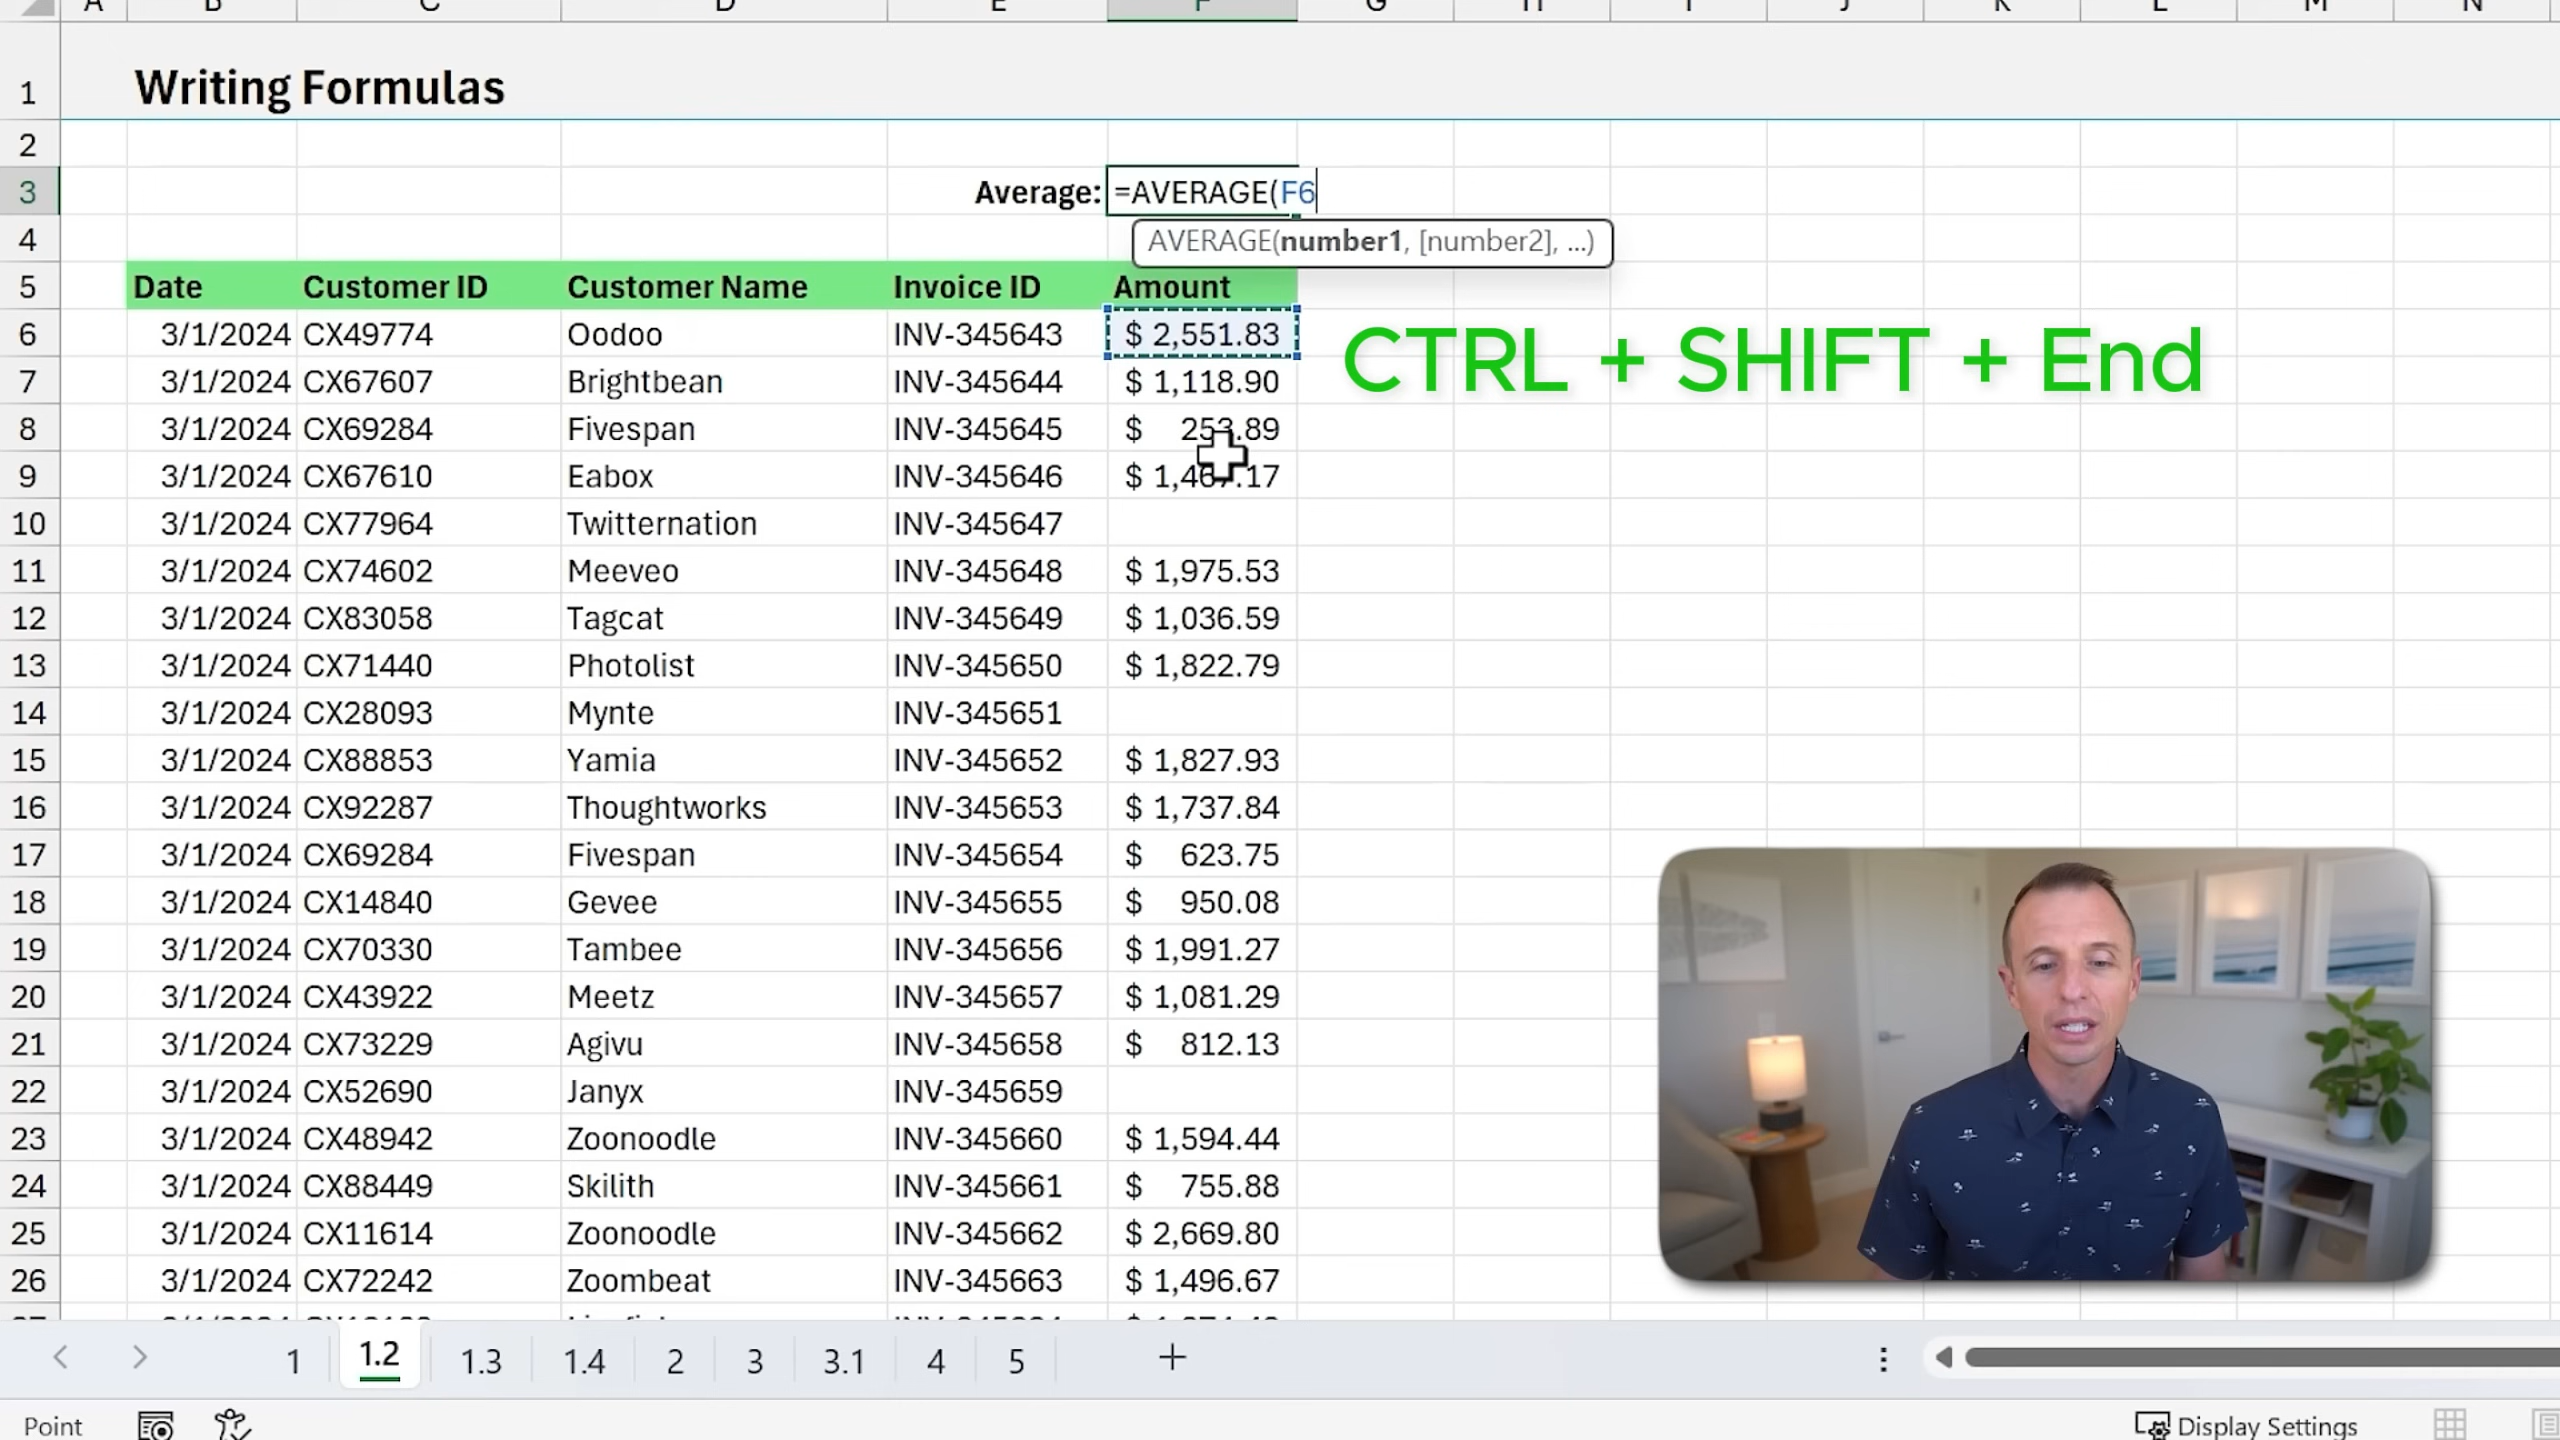 A B C D E F G H I J K L M N
1 Writing Formulas
2
3 Average: =AVERAGE(F6
4 AVERAGE(number1, [number2], ...)
5 Date Customer ID Customer Name Invoice ID Amount
6 3/1/2024 CX49774 Oodoo INV-345643 $ 2,551.83
CTRL + SHIFT + End
7 3/1/2024 CX67607 Brightbean INV-345644 $ 1,118.90
8 3/1/2024 CX69284 Fivespan INV-345645 $ 253.89
9 3/1/2024 CX67610 Eabox INV-345646 $ 1,467.17
10 3/1/2024 CX77964 Twitternation INV-345647
11 3/1/2024 CX74602 Meeveo INV-345648 $ 1,975.53
12 3/1/2024 CX83058 Tagcat INV-345649 $ 1,036.59
13 3/1/2024 CX71440 Photolist INV-345650 $ 1,822.79
14 3/1/2024 CX28093 Mynte INV-345651
15 3/1/2024 CX88853 Yamia INV-345652 $ 1,827.93
16 3/1/2024 CX92287 Thoughtworks INV-345653 $ 1,737.84
17 3/1/2024 CX69284 Fivespan INV-345654 $ 623.75
18 3/1/2024 CX14840 Gevee INV-345655 $ 950.08
19 3/1/2024 CX70330 Tambee INV-345656 $ 1,991.27
20 3/1/2024 CX43922 Meetz INV-345657 $ 1,081.29
21 3/1/2024 CX73229 Agivu INV-345658 $ 812.13
22 3/1/2024 CX52690 Janyx INV-345659
23 3/1/2024 CX48942 Zoonoodle INV-345660 $ 1,594.44
24 3/1/2024 CX88449 Skilith INV-345661 $ 755.88
25 3/1/2024 CX11614 Zoonoodle INV-345662 $ 2,669.80
26 3/1/2024 CX72242 Zoombeat INV-345663 $ 1,496.67
1 1.2 1.3 1.4 2 3 3.1 4 5
Point Display Settings